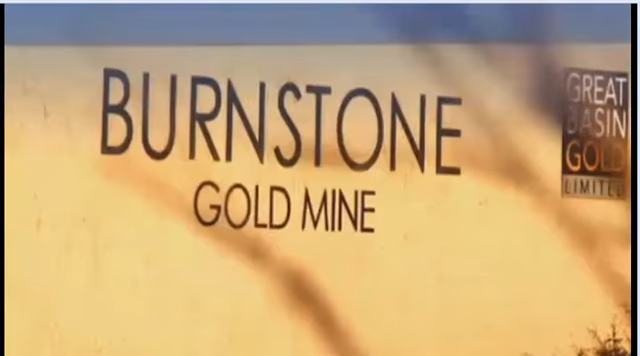 BURNSTONE
GOLD MINE
GREAT
BASIN
GOLD
LIMITED